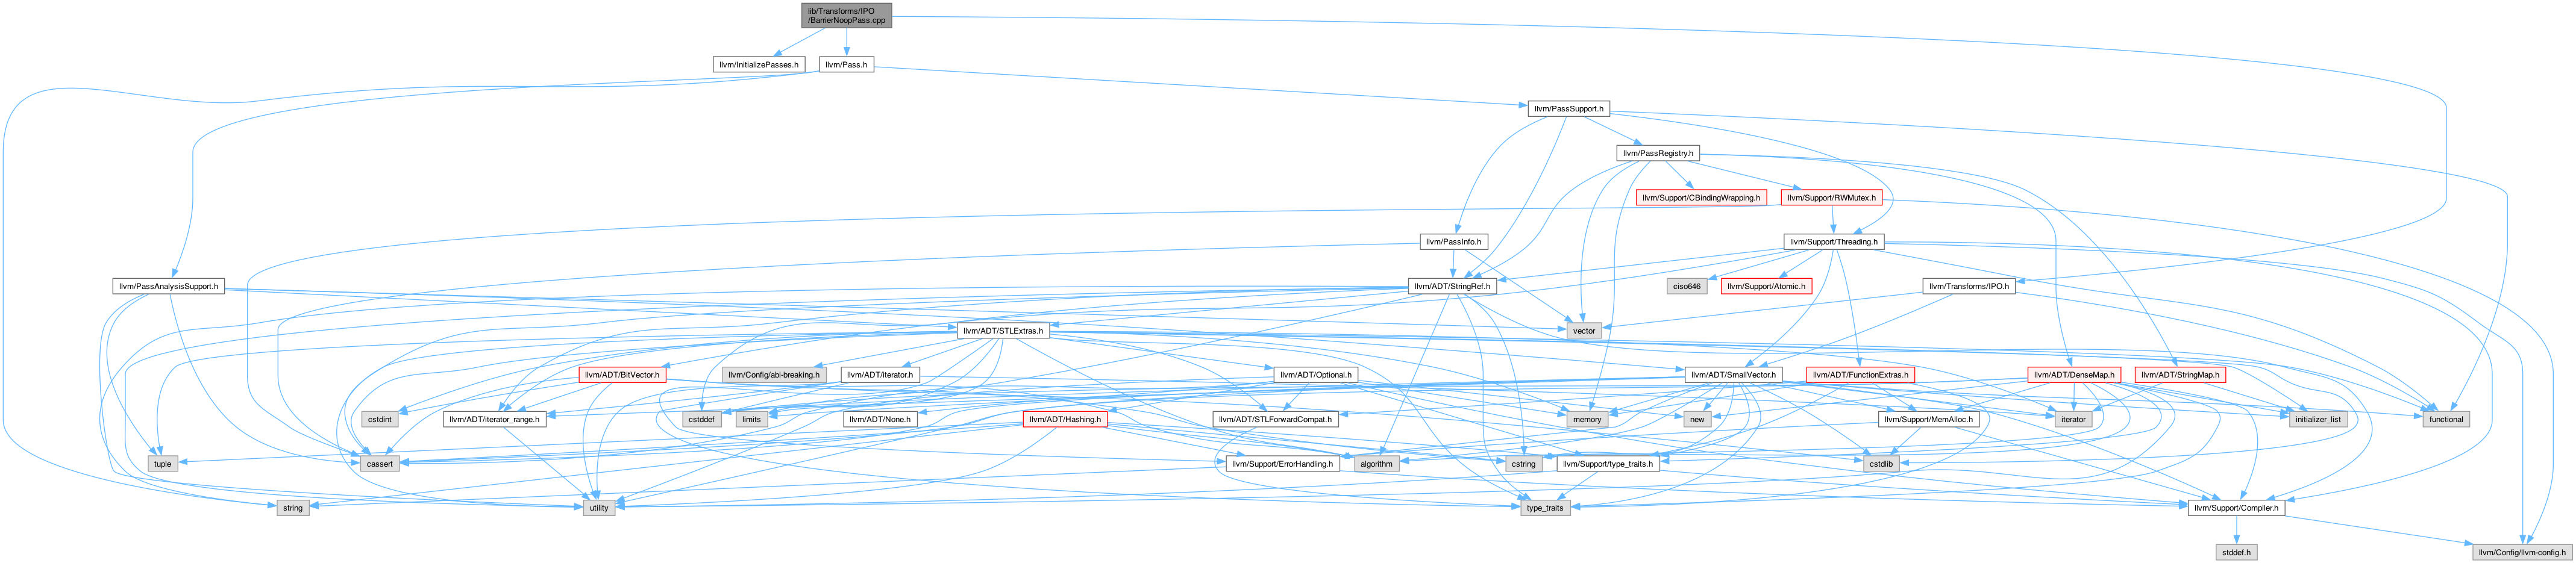 lib/Transforms/IPO
/BarrierNoopPass.cpp
llvm/InitializePasses.h
llvm/Pass.h
llvm/PassSupport.h
llvm/PassRegistry.h
llvm/Support/CBindingWrapping.h
llvm/Support/RWMutex.h
llvm/PassInfo.h
llvm/Support/Threading.h
llvm/PassAnalysisSupport.h
llvm/ADT/StringRef.h
ciso646
llvm/Support/Atomic.h
llvm/Transforms/IPO.h
llvm/ADT/STLExtras.h
vector
llvm/ADT/BitVector.h
llvm/Config/abi-breaking.h
llvm/ADT/iterator.h
llvm/ADT/Optional.h
llvm/ADT/SmallVector.h
llvm/ADT/FunctionExtras.h
llvm/ADT/DenseMap.h
llvm/ADT/StringMap.h
cstdint
llvm/ADT/iterator_range.h
cstddef
limits
llvm/ADT/None.h
llvm/ADT/Hashing.h
llvm/ADT/STLForwardCompat.h
memory
new
llvm/Support/MemAlloc.h
iterator
initializer_list
functional
tuple
cassert
llvm/Support/ErrorHandling.h
algorithm
cstring
llvm/Support/type_traits.h
cstdlib
string
utility
type_traits
llvm/Support/Compiler.h
stddef.h
llvm/Config/llvm-config.h